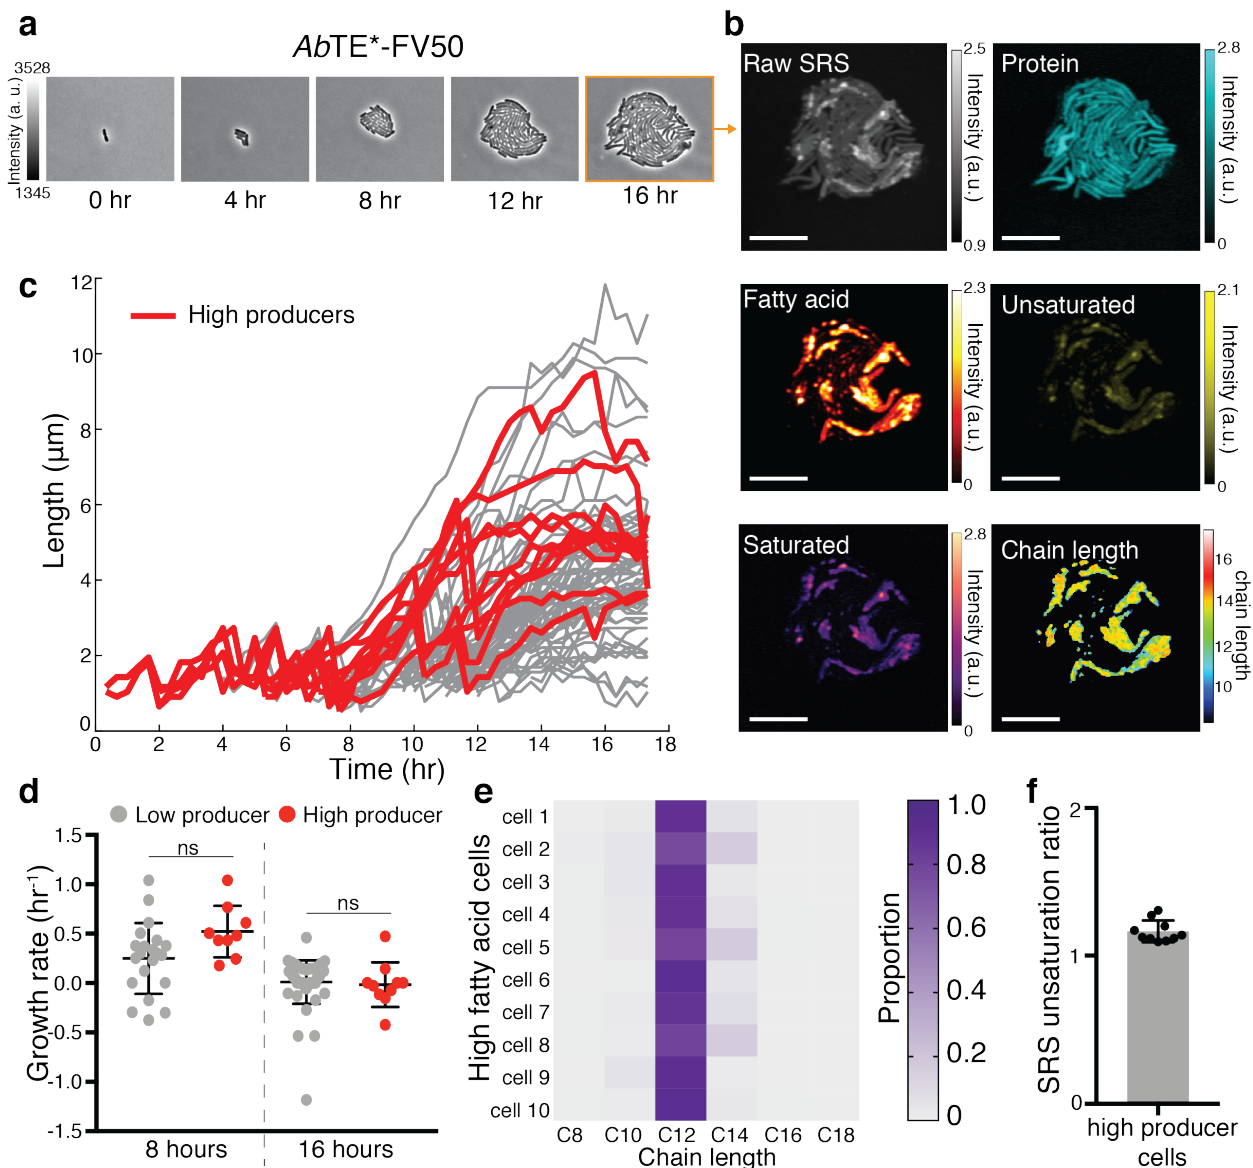 a
AbTE*-FV50
3528
Intensity (a. u.)
1345
0 hr
4 hr
8 hr
12 hr
16 hr
b
Raw SRS
2.5
Intensity (a.u.)
0.9
Protein
2.8
Intensity (a.u.)
0
Fatty acid
2.3
Intensity (a.u.)
0
Unsaturated
2.1
Intensity (a.u.)
0
Saturated
2.8
Intensity (a.u.)
0
Chain length
16
14
12
10
chain length
c
High producers
Length (µm)
12
10
8
6
4
2
0
0 2 4 6 8 10 12 14 16 18
Time (hr)
d
Low producer
High producer
Growth rate (hr⁻¹)
1.5
1.0
0.5
0.0
-0.5
-1.0
-1.5
ns
ns
8 hours
16 hours
e
High fatty acid cells
cell 1
cell 2
cell 3
cell 4
cell 5
cell 6
cell 7
cell 8
cell 9
cell 10
C8 C10 C12 C14 C16 C18
Chain length
Proportion
1.0
0.8
0.6
0.4
0.2
0
f
SRS unsaturation ratio
2
1
0
high producer
cells